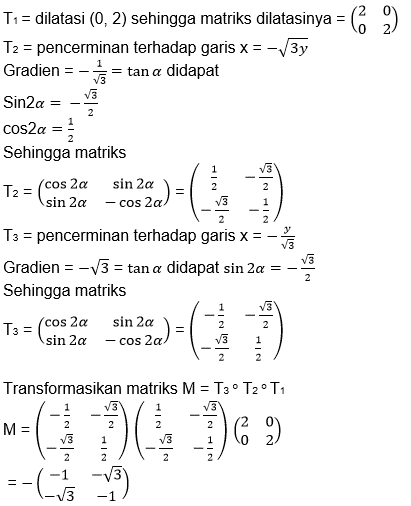 T₁ = dilatasi (0, 2) sehingga matriks dilatasinya = (2 0; 0 2)
T₂ = pencerminan terhadap garis x = −√(3y)
Gradien = −1/√3 = tan α didapat
Sin2α = −√3/2
cos2α = 1/2
Sehingga matriks
T₂ = (cos 2α sin 2α; sin 2α −cos 2α) = (1/2 −√3/2; −√3/2 −1/2)
T₃ = pencerminan terhadap garis x = −y/√3
Gradien = −√3 = tan α didapat sin 2α = −√3/2
Sehingga matriks
T₃ = (cos 2α sin 2α; sin 2α −cos 2α) = (−1/2 −√3/2; −√3/2 1/2)
Transformasikan matriks M = T₃ ∘ T₂ ∘ T₁
M = (−1/2 −√3/2; −√3/2 1/2) (1/2 −√3/2; −√3/2 −1/2) (2 0; 0 2)
= −(−1 −√3; −√3 −1)